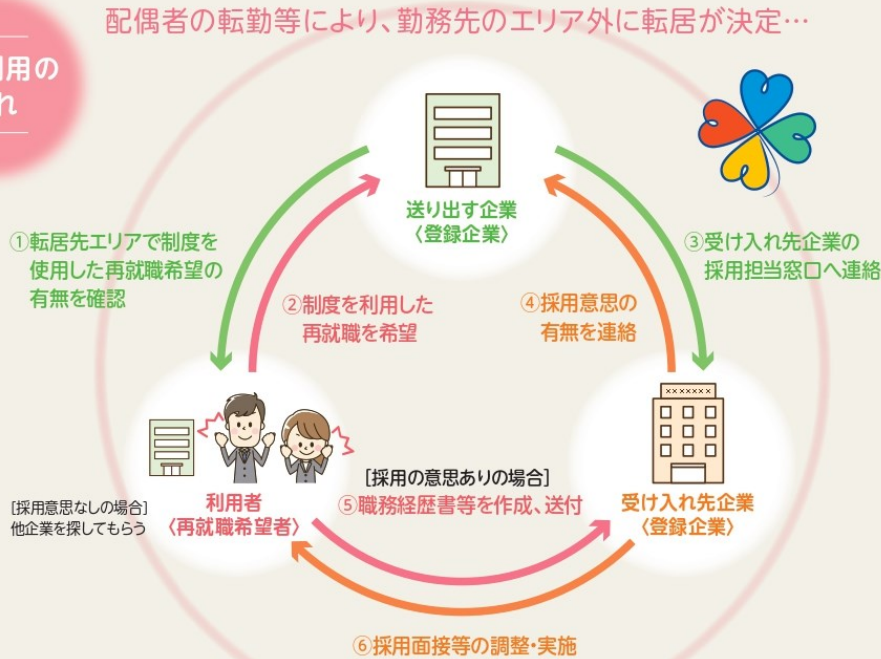 配偶者の転勤等により、勤務先のエリア外に転居が決定…
用の
れ
送り出す企業
〈登録企業〉
①転居先エリアで制度を
使用した再就職希望の
有無を確認
②制度を利用した
再就職を希望
③受け入れ先企業の
採用担当窓口へ連絡
④採用意思の
有無を連絡
[採用意思なしの場合]
他企業を探してもらう
利用者
〈再就職希望者〉
[採用の意思ありの場合]
⑤職務経歴書等を作成、送付
受け入れ先企業
〈登録企業〉
⑥採用面接等の調整・実施